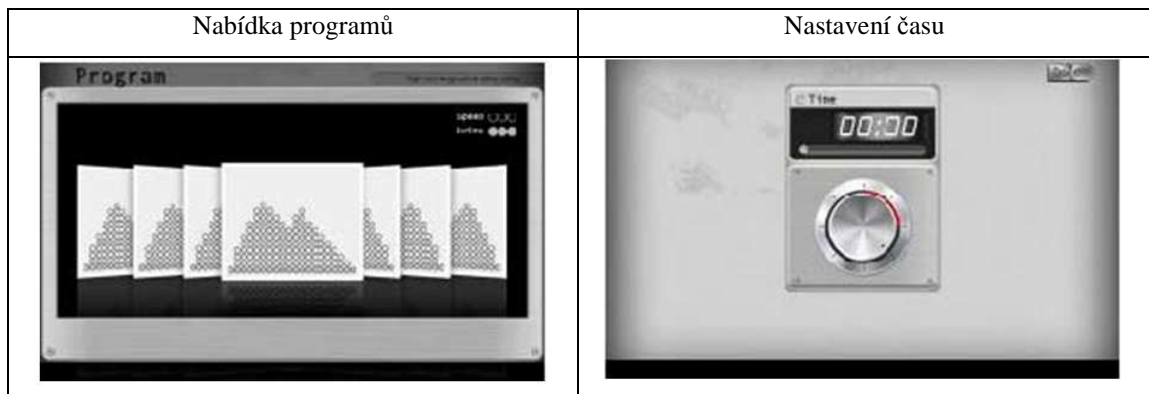 Nabídka programů
Nastavení času
Program
speed
Time
00:00